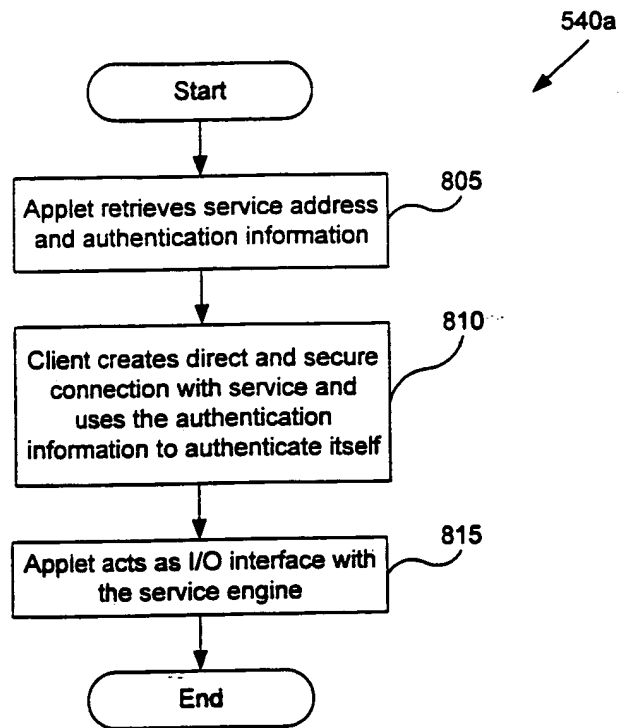 540a
Start
805
Applet retrieves service address
and authentication information
810
Client creates direct and secure
connection with service and
uses the authentication
information to authenticate itself
815
Applet acts as I/O interface with
the service engine
End